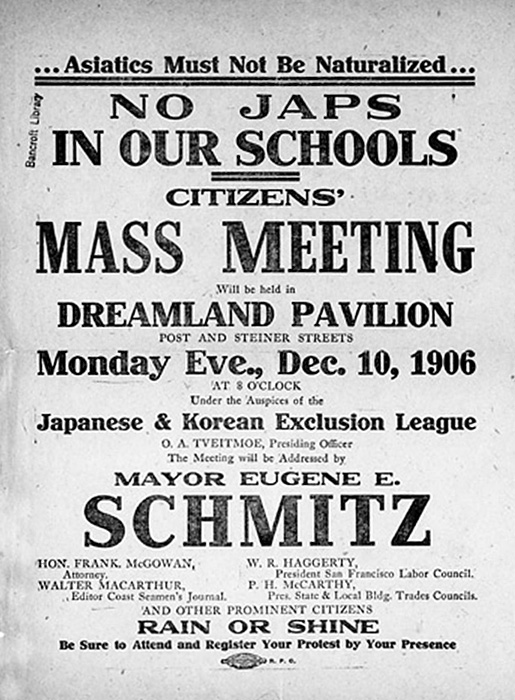 ...Asiatics Must Not Be Naturalized...
Bancroft Library
NO JAPS
IN OUR SCHOOLS
CITIZENS'
MASS MEETING
Will be held in
DREAMLAND PAVILION
POST AND STEINER STREETS
Monday Eve., Dec. 10, 1906
AT 8 O'CLOCK
Under the Auspices of the
Japanese & Korean Exclusion League
O. A. TVEITMOE, Presiding Officer
The Meeting will be Addressed by
MAYOR EUGENE E.
SCHMITZ
HON. FRANK. McGOWAN,
Attorney.
WALTER MACARTHUR,
Editor Coast Seamen's Journal.
W. R. HAGGERTY,
President San Francisco Labor Council.
P. H. McCARTHY,
Pres. State & Local Bldg. Trades Councils.
AND OTHER PROMINENT CITIZENS
RAIN OR SHINE
Be Sure to Attend and Register Your Protest by Your Presence
R. P. C.